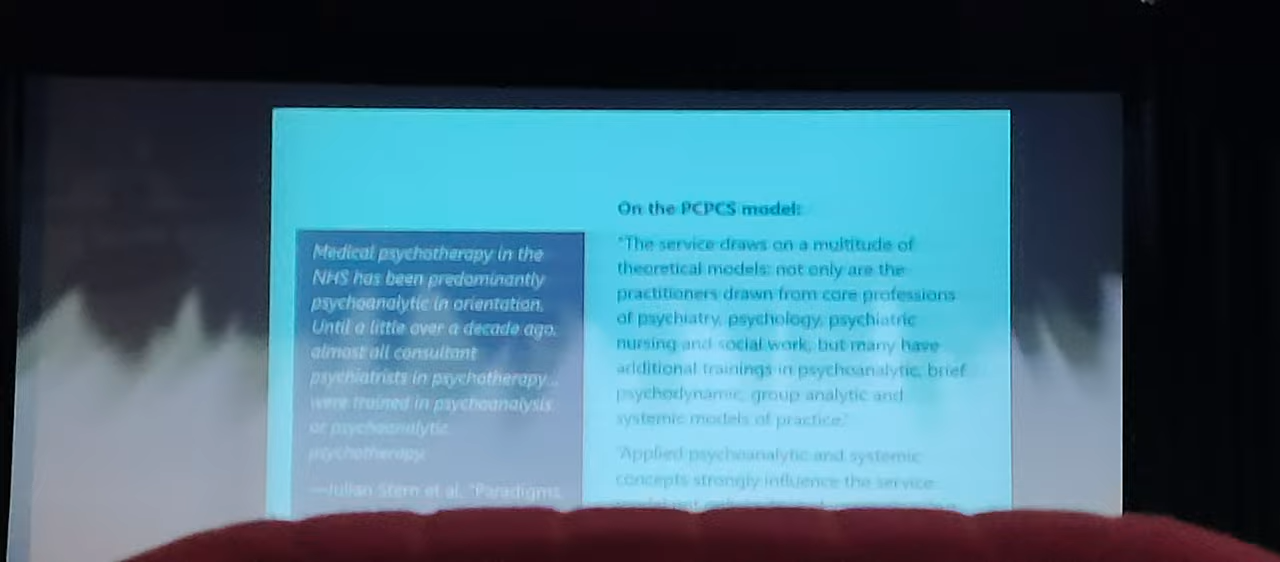 Medical psychotherapy in the
NHS has been predominantly
psychoanalytic in orientation.
Until a little over a decade ago,
almost all consultant
psychiatrists in psychotherapy...
were trained in psychoanalysis
or psychoanalytic
psychotherapy.
—Julian Stern et al, "Paradigms
On the PCPCS model:
"The service draws on a multitude of
theoretical models: not only are the
practitioners drawn from core professions
of psychiatry, psychology, psychiatric
nursing and social work, but many have
additional trainings in psychoanalytic, brief
psychodynamic, group analytic and
systemic models of practice."
"Applied psychoanalytic and systemic
concepts strongly influence the service